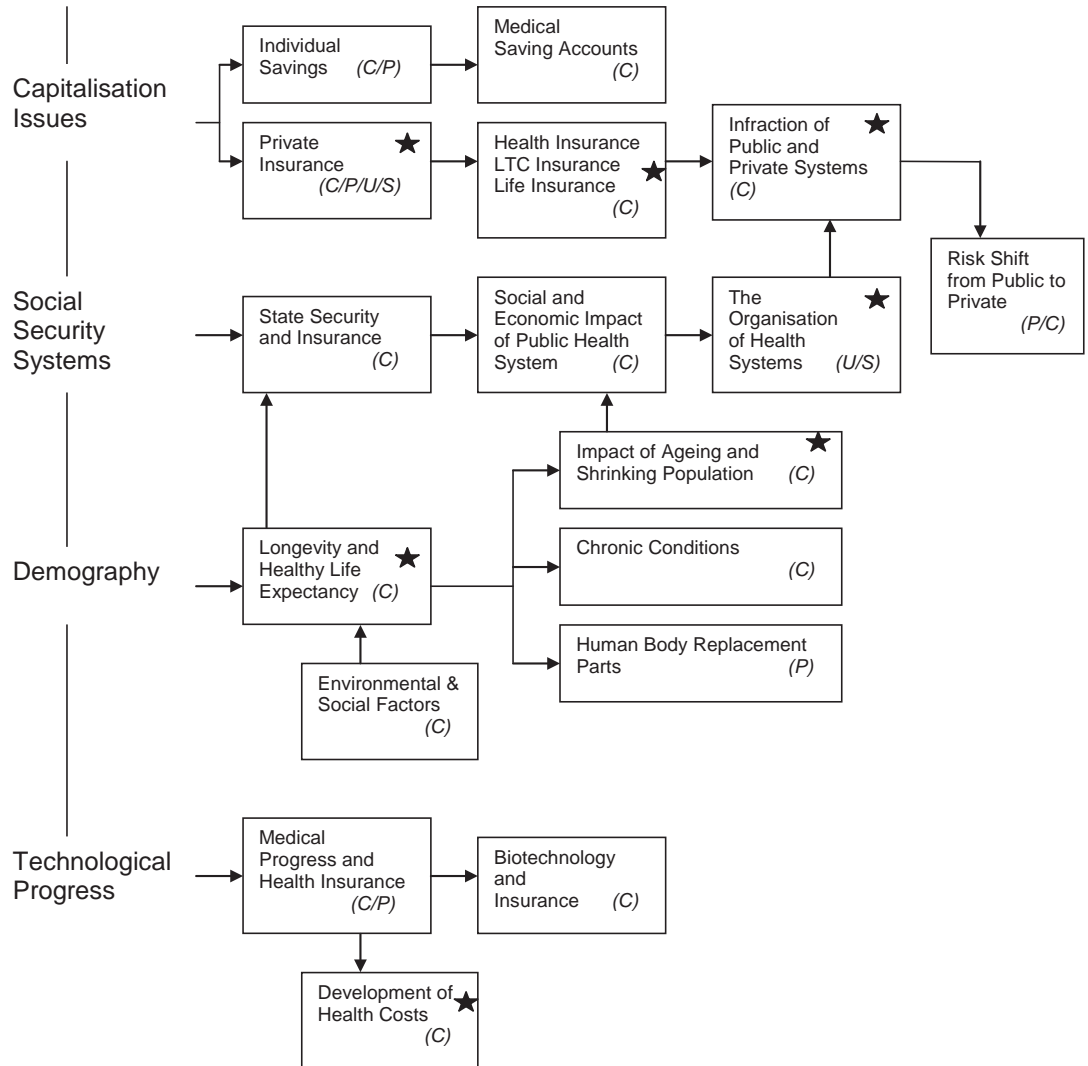 Capitalisation
Issues
Individual
Savings (C/P)
Medical
Saving Accounts
(C)
Private
Insurance
(C/P/U/S)
Health Insurance
LTC Insurance
Life Insurance
(C)
Infraction of
Public and
Private Systems
(C)
Risk Shift
from Public to
Private
(P/C)
Social
Security
Systems
State Security
and Insurance
(C)
Social and
Economic Impact
of Public Health
System (C)
The
Organisation
of Health
Systems (U/S)
Demography
Longevity and
Healthy Life
Expectancy (C)
Impact of Ageing and
Shrinking Population
(C)
Chronic Conditions
(C)
Human Body Replacement
Parts (P)
Environmental &
Social Factors
(C)
Technological
Progress
Medical
Progress and
Health Insurance
(C/P)
Biotechnology
and
Insurance (C)
Development of
Health Costs
(C)